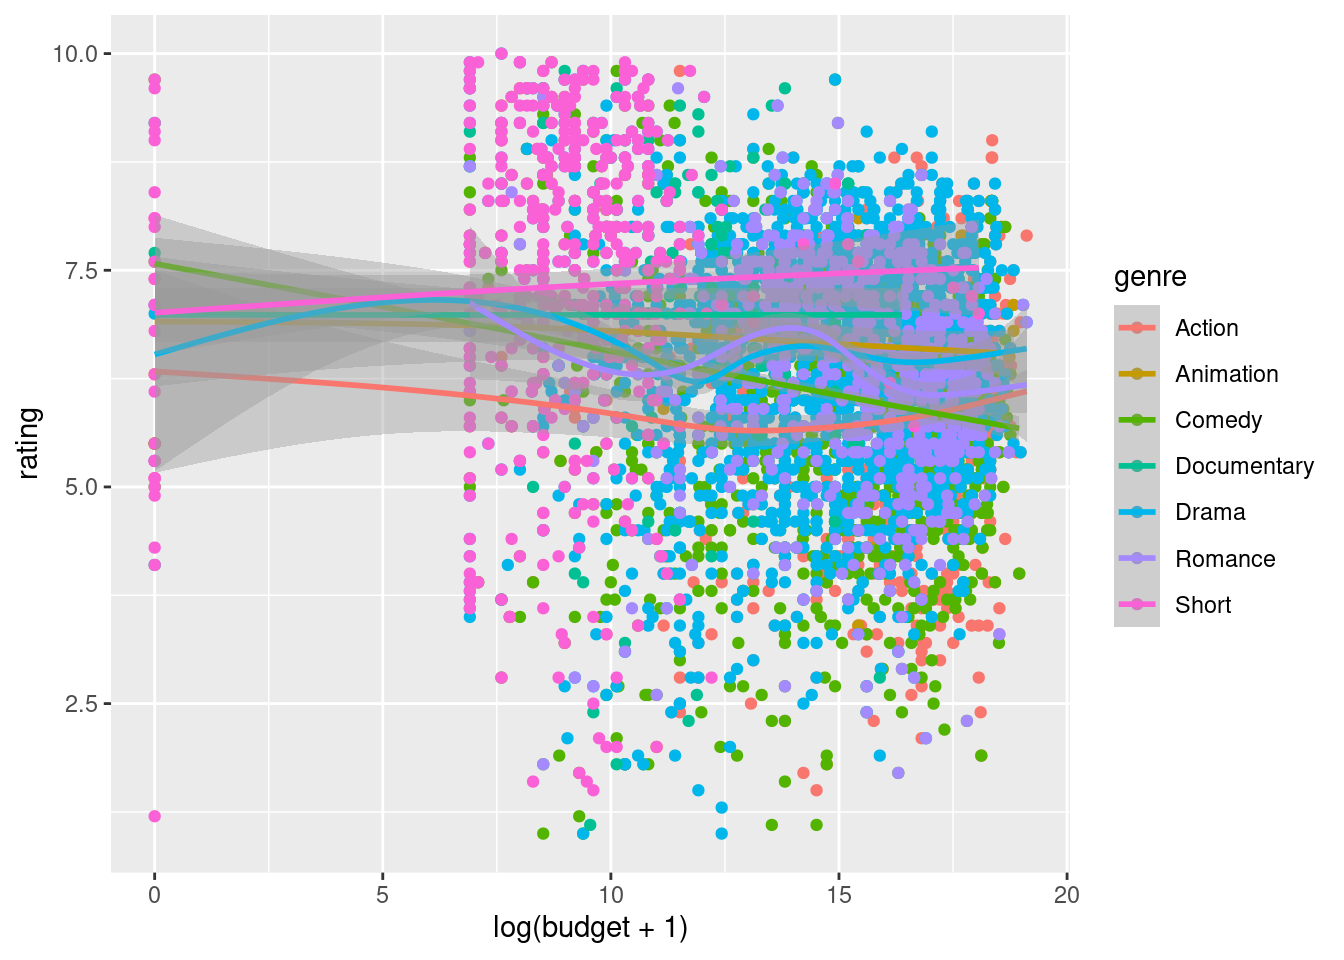 10.0
7.5
5.0
2.5
rating
0 5 10 15 20
log(budget + 1)
genre
Action
Animation
Comedy
Documentary
Drama
Romance
Short